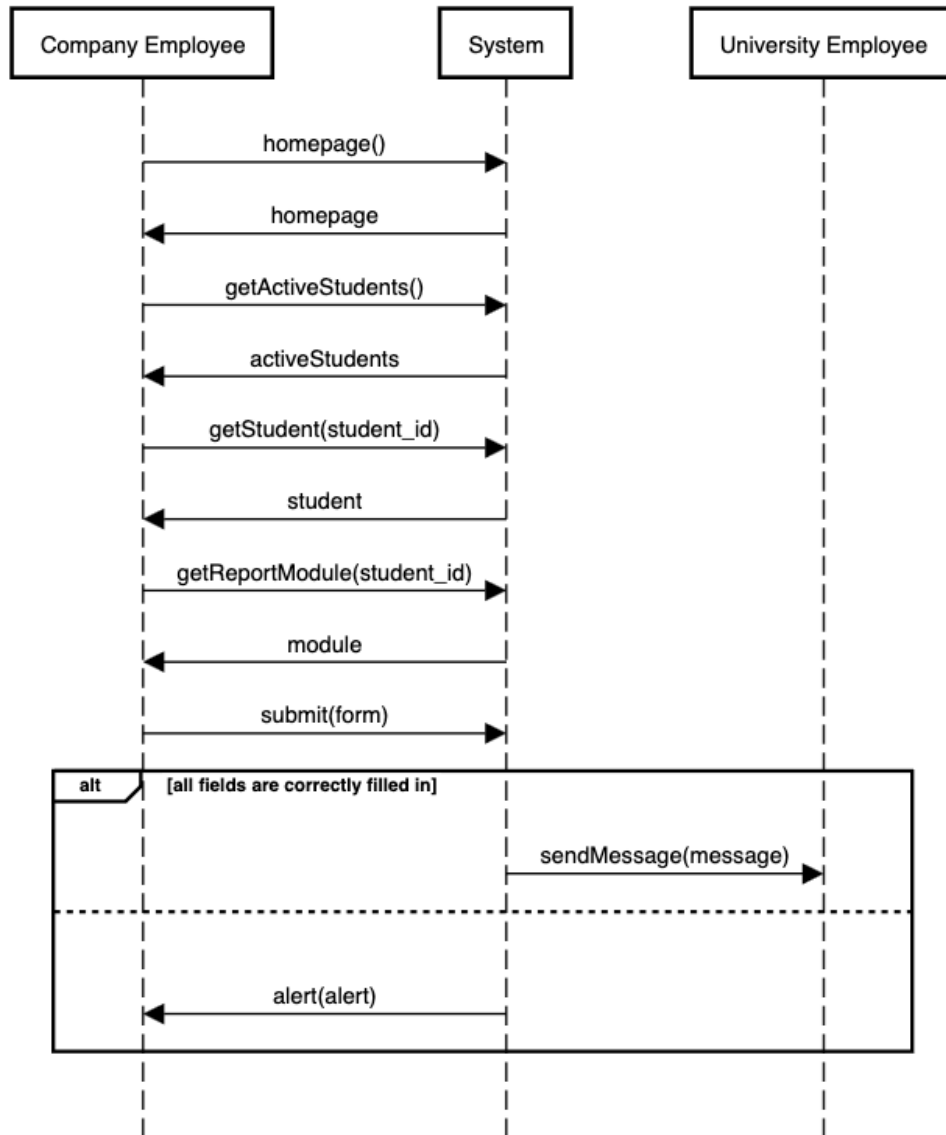 Company Employee
System
University Employee
homepage()
homepage
getActiveStudents()
activeStudents
getStudent(student_id)
student
getReportModule(student_id)
module
submit(form)
alt
[all fields are correctly filled in]
sendMessage(message)
alert(alert)